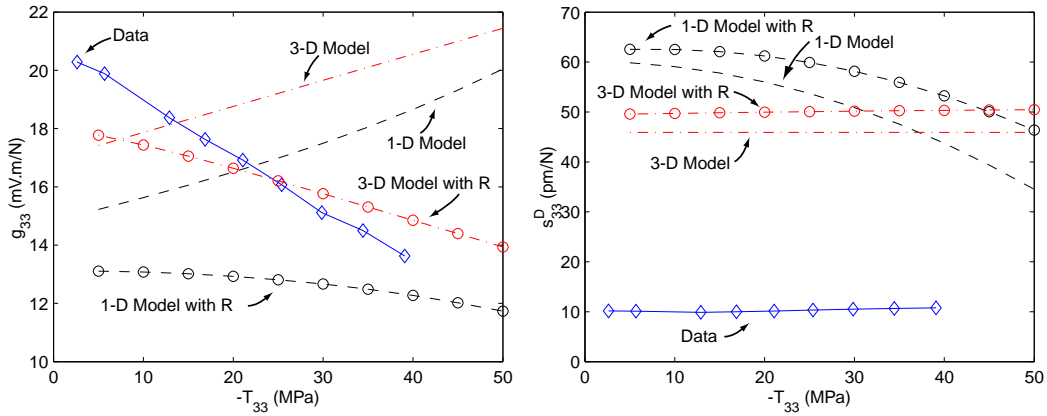 22
20
18
16
14
12
10
0
10
20
30
40
50
g33 (mV.m/N)
-T33 (MPa)
Data
3-D Model
1-D Model
3-D Model with R
1-D Model with R
80
70
60
50
40
30
20
10
0
0
10
20
30
40
50
s33D (pm/N)
-T33 (MPa)
1-D Model with R
1-D Model
3-D Model with R
3-D Model
Data